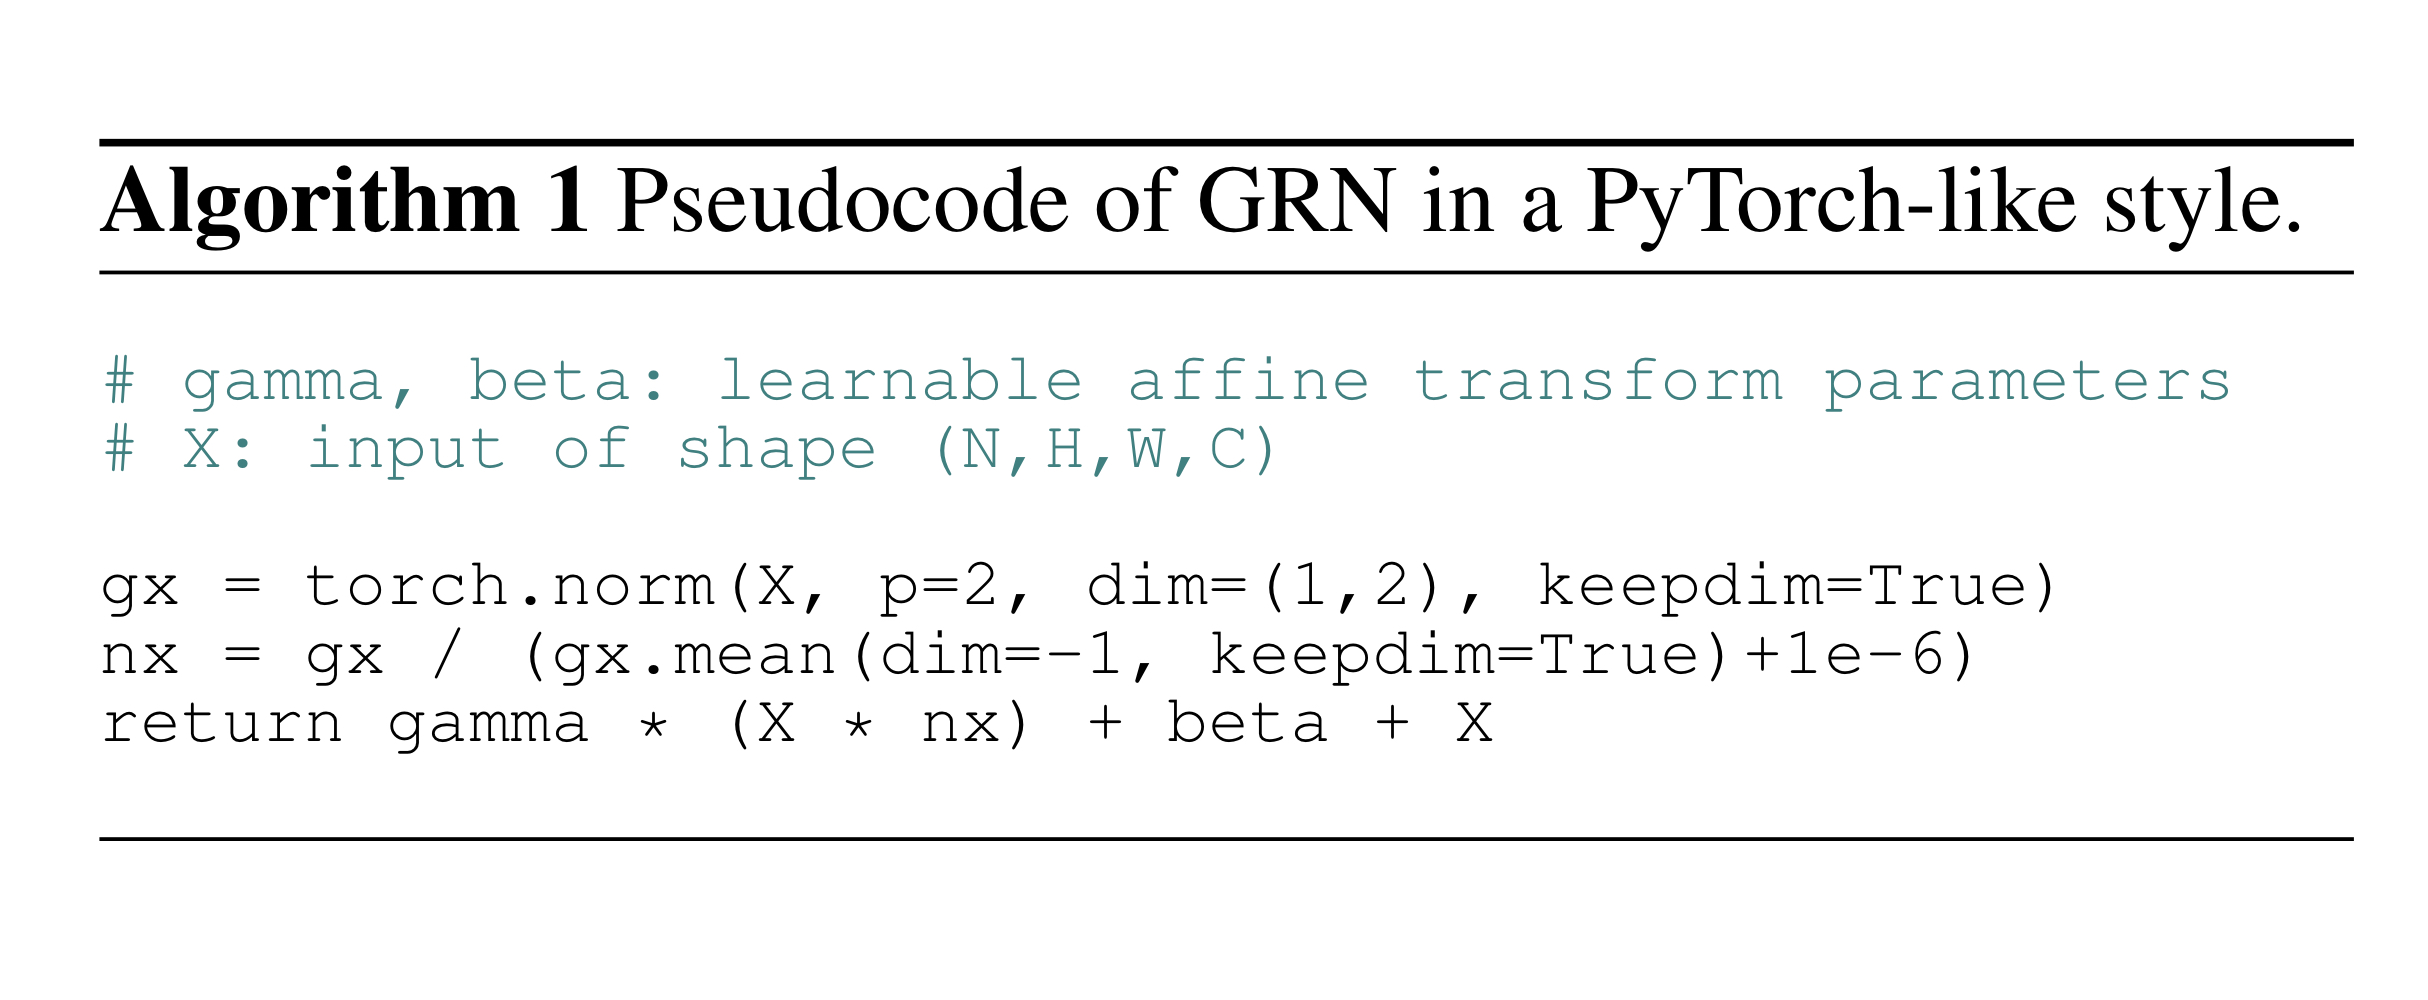 Algorithm 1 Pseudocode of GRN in a PyTorch-like style.
# gamma, beta: learnable affine transform parameters
# X: input of shape (N,H,W,C)
gx = torch.norm(X, p=2, dim=(1,2), keepdim=True)
nx = gx / (gx.mean(dim=-1, keepdim=True)+1e-6)
return gamma * (X * nx) + beta + X